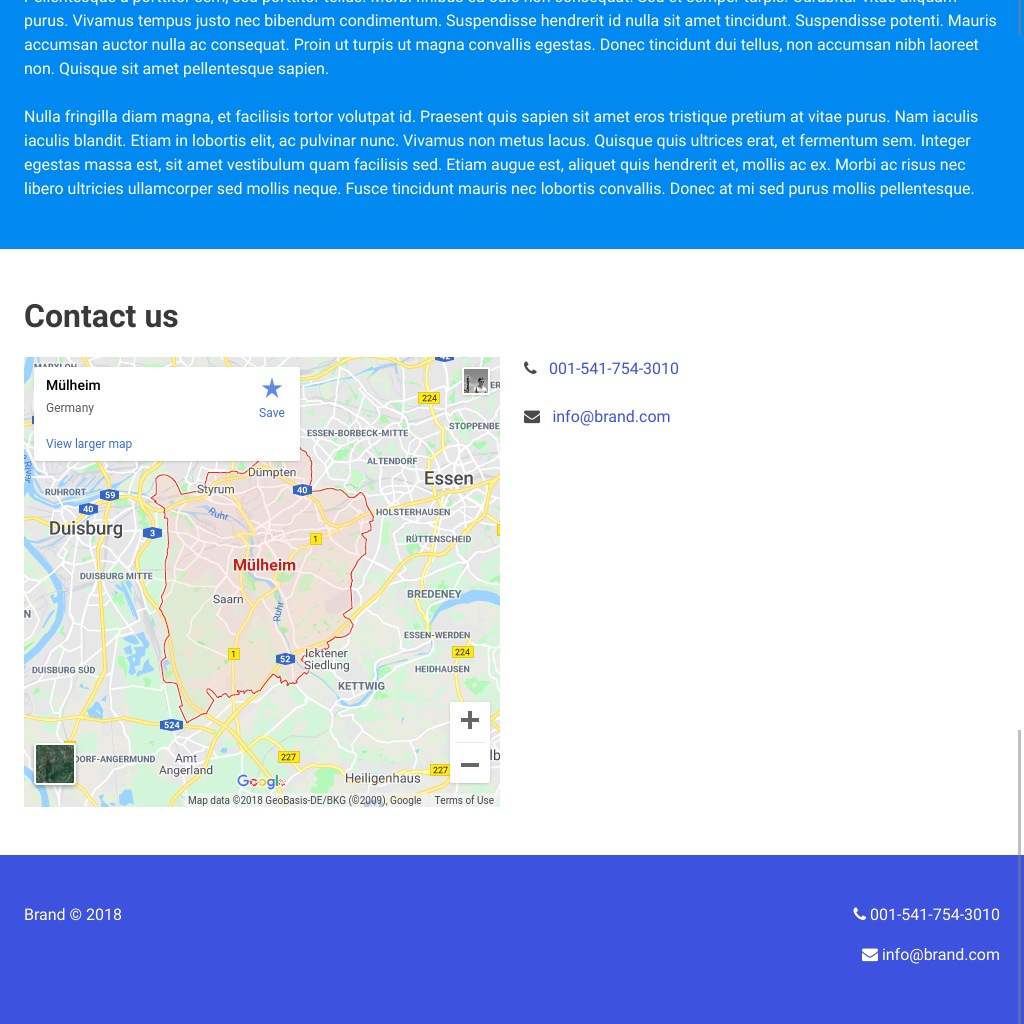 purus. Vivamus tempus justo nec bibendum condimentum. Suspendisse hendrerit id nulla sit amet tincidunt. Suspendisse potenti. Mauris
accumsan auctor nulla ac consequat. Proin ut turpis ut magna convallis egestas. Donec tincidunt dui tellus, non accumsan nibh laoreet
non. Quisque sit amet pellentesque sapien.
Nulla fringilla diam magna, et facilisis tortor volutpat id. Praesent quis sapien sit amet eros tristique pretium at vitae purus. Nam iaculis
iaculis blandit. Etiam in lobortis elit, ac pulvinar nunc. Vivamus non metus lacus. Quisque quis ultrices erat, et fermentum sem. Integer
egestas massa est, sit amet vestibulum quam facilisis sed. Etiam augue est, aliquet quis hendrerit et, mollis ac ex. Morbi ac risus nec
libero ultricies ullamcorper sed mollis neque. Fusce tincidunt mauris nec lobortis convallis. Donec at mi sed purus mollis pellentesque.
Contact us
Mülheim
Germany
Save
View larger map
224
STOPPENBE
ESSEN-BORBECK-MITTE
ALTENDORF
Dümpten
Essen
Styrum
40
RUHRORT
59
40
Ruhr
HOLSTERHAUSEN
Duisburg
3
1
RÜTTENSCHEID
Mülheim
DUISBURG MITTE
Saarn
BREDENEY
Ruhr
ESSEN-WERDEN
1
52
Icktener
Siedlung
224
DUISBURG SÜD
HEIDHAUSEN
KETTWIG
524
DORF-ANGERMUND
Amt
Angerland
227
227
Heiligenhaus
Google
Map data ©2018 GeoBasis-DE/BKG (©2009), Google
Terms of Use
001-541-754-3010
info@brand.com
Brand © 2018
001-541-754-3010
info@brand.com